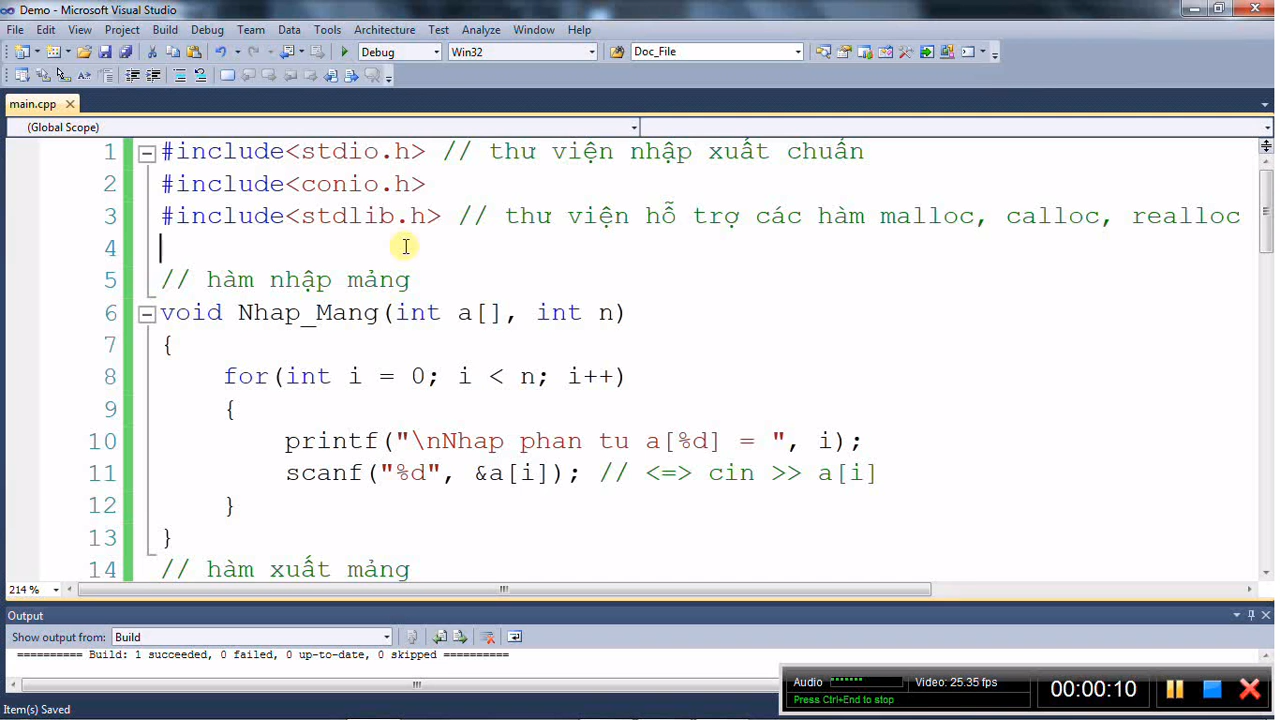 Demo - Microsoft Visual Studio
File Edit View Project Build Debug Team Data Tools Architecture Test Analyze Window Help
Debug Win32 Doc_File
main.cpp
(Global Scope)
1 #include<stdio.h> // thư viện nhập xuất chuẩn
2 #include<conio.h>
3 #include<stdlib.h> // thư viện hỗ trợ các hàm malloc, calloc, realloc
4
5 // hàm nhập mảng
6 void Nhap_Mang(int a[], int n)
7 {
8 for(int i = 0; i < n; i++)
9 {
10 printf("\nNhap phan tu a[%d] = ", i);
11 scanf("%d", &a[i]); // <=> cin >> a[i]
12 }
13 }
14 // hàm xuất mảng
214 %
Output
Show output from: Build
========== Build: 1 succeeded, 0 failed, 0 up-to-date, 0 skipped ==========
Audio Video: 25.35 fps
Press Ctrl+End to stop
00:00:10
Item(s) Saved